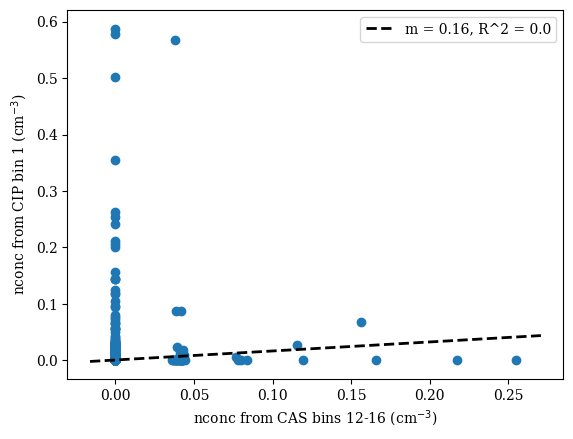 0.6
0.5
0.4
0.3
0.2
0.1
0.0
nconc from CIP bin 1 (cm⁻³)
m = 0.16, R^2 = 0.0
0.00 0.05 0.10 0.15 0.20 0.25
nconc from CAS bins 12-16 (cm⁻³)